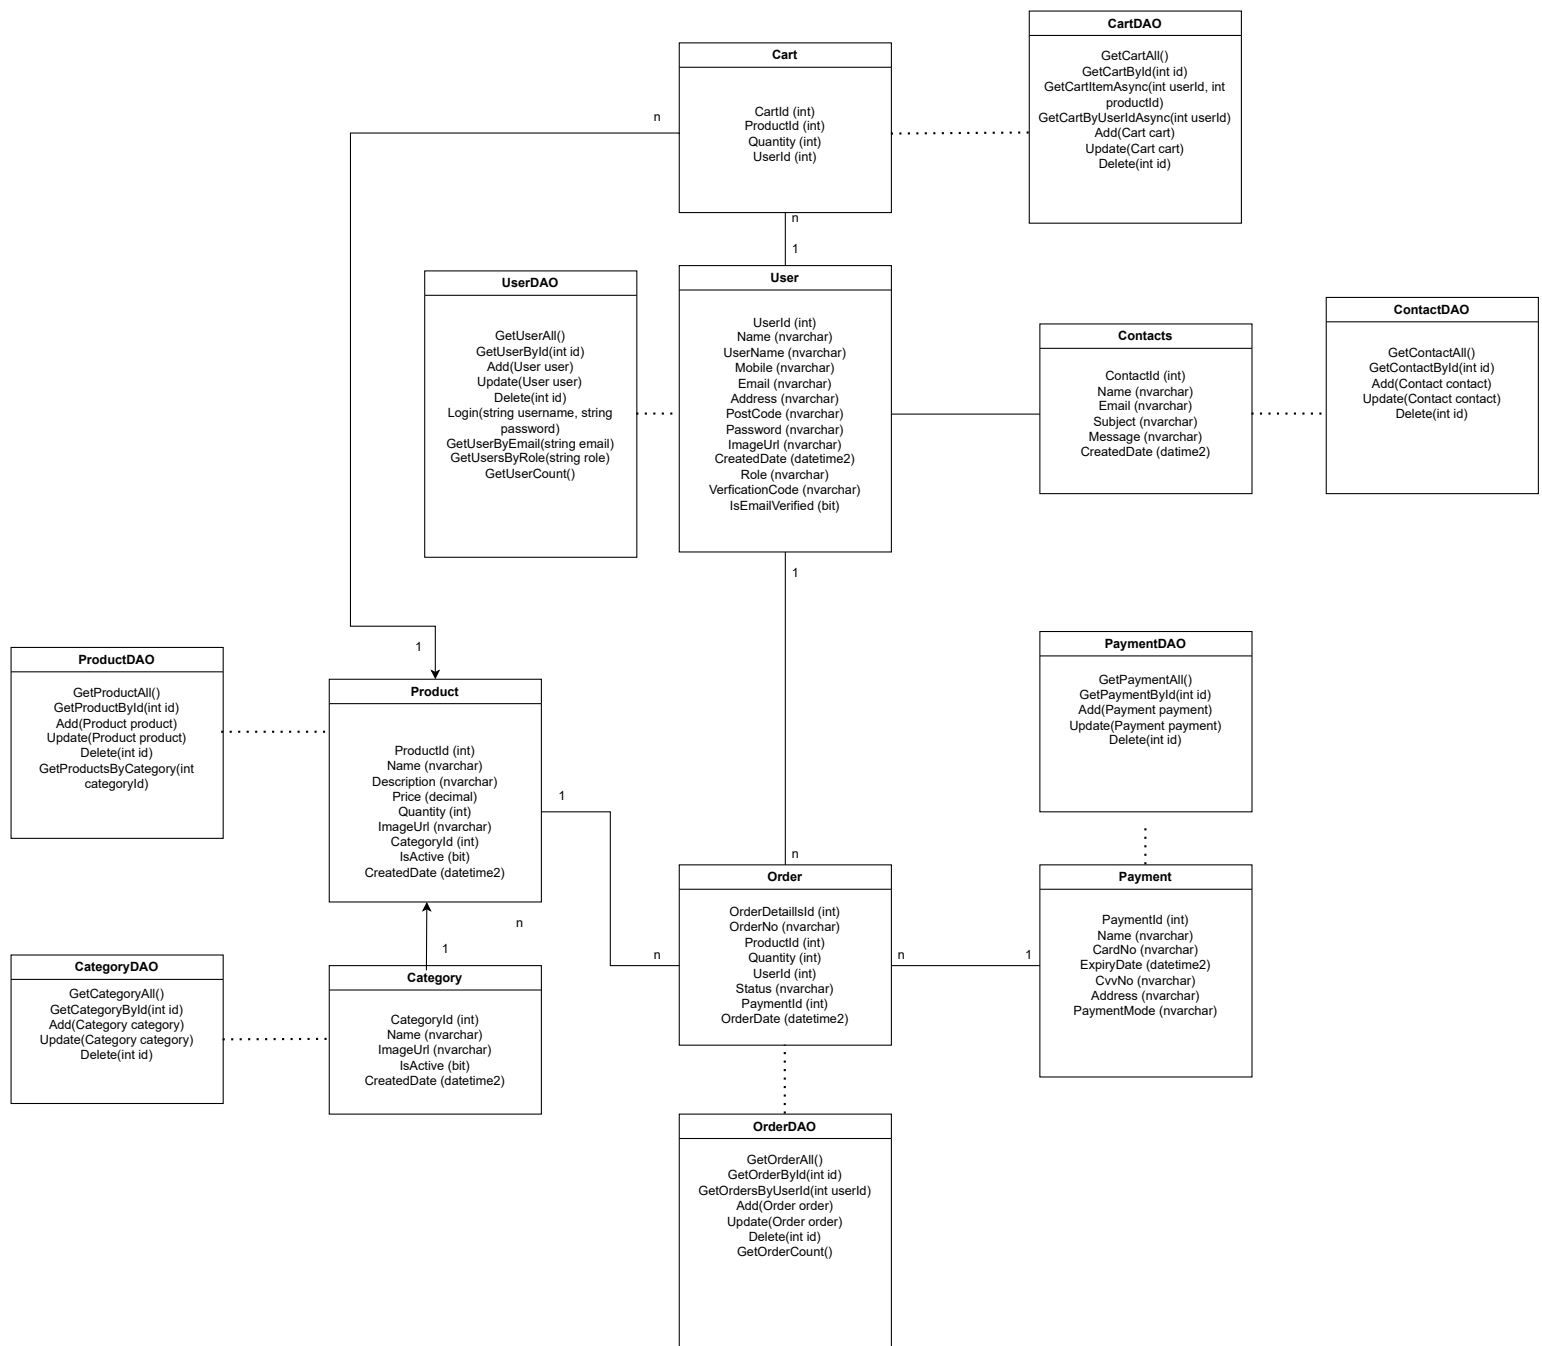 CartDAO
GetCartAll()
GetCartById(int id)
GetCartItemAsync(int userId, int
productId)
GetCartByUserIdAsync(int userId)
Add(Cart cart)
Update(Cart cart)
Delete(int id)
Cart
CartId (int)
ProductId (int)
Quantity (int)
UserId (int)
n
n
1
UserDAO
GetUserAll()
GetUserById(int id)
Add(User user)
Update(User user)
Delete(int id)
Login(string username, string
password)
GetUserByEmail(string email)
GetUsersByRole(string role)
GetUserCount()
User
UserId (int)
Name (nvarchar)
UserName (nvarchar)
Mobile (nvarchar)
Email (nvarchar)
Address (nvarchar)
PostCode (nvarchar)
Password (nvarchar)
ImageUrl (nvarchar)
CreatedDate (datetime2)
Role (nvarchar)
VerficationCode (nvarchar)
IsEmailVerified (bit)
Contacts
ContactId (int)
Name (nvarchar)
Email (nvarchar)
Subject (nvarchar)
Message (nvarchar)
CreatedDate (datime2)
ContactDAO
GetContactAll()
GetContactById(int id)
Add(Contact contact)
Update(Contact contact)
Delete(int id)
1
1
ProductDAO
GetProductAll()
GetProductById(int id)
Add(Product product)
Update(Product product)
Delete(int id)
GetProductsByCategory(int
categoryId)
Product
ProductId (int)
Name (nvarchar)
Description (nvarchar)
Price (decimal)
Quantity (int)
ImageUrl (nvarchar)
CategoryId (int)
IsActive (bit)
CreatedDate (datetime2)
1
PaymentDAO
GetPaymentAll()
GetPaymentById(int id)
Add(Payment payment)
Update(Payment payment)
Delete(int id)
n
n
1
n
n
1
CategoryDAO
GetCategoryAll()
GetCategoryById(int id)
Add(Category category)
Update(Category category)
Delete(int id)
Category
CategoryId (int)
Name (nvarchar)
ImageUrl (nvarchar)
IsActive (bit)
CreatedDate (datetime2)
Order
OrderDetaillsId (int)
OrderNo (nvarchar)
ProductId (int)
Quantity (int)
UserId (int)
Status (nvarchar)
PaymentId (int)
OrderDate (datetime2)
Payment
PaymentId (int)
Name (nvarchar)
CardNo (nvarchar)
ExpiryDate (datetime2)
CvvNo (nvarchar)
Address (nvarchar)
PaymentMode (nvarchar)
OrderDAO
GetOrderAll()
GetOrderById(int id)
GetOrdersByUserId(int userId)
Add(Order order)
Update(Order order)
Delete(int id)
GetOrderCount()